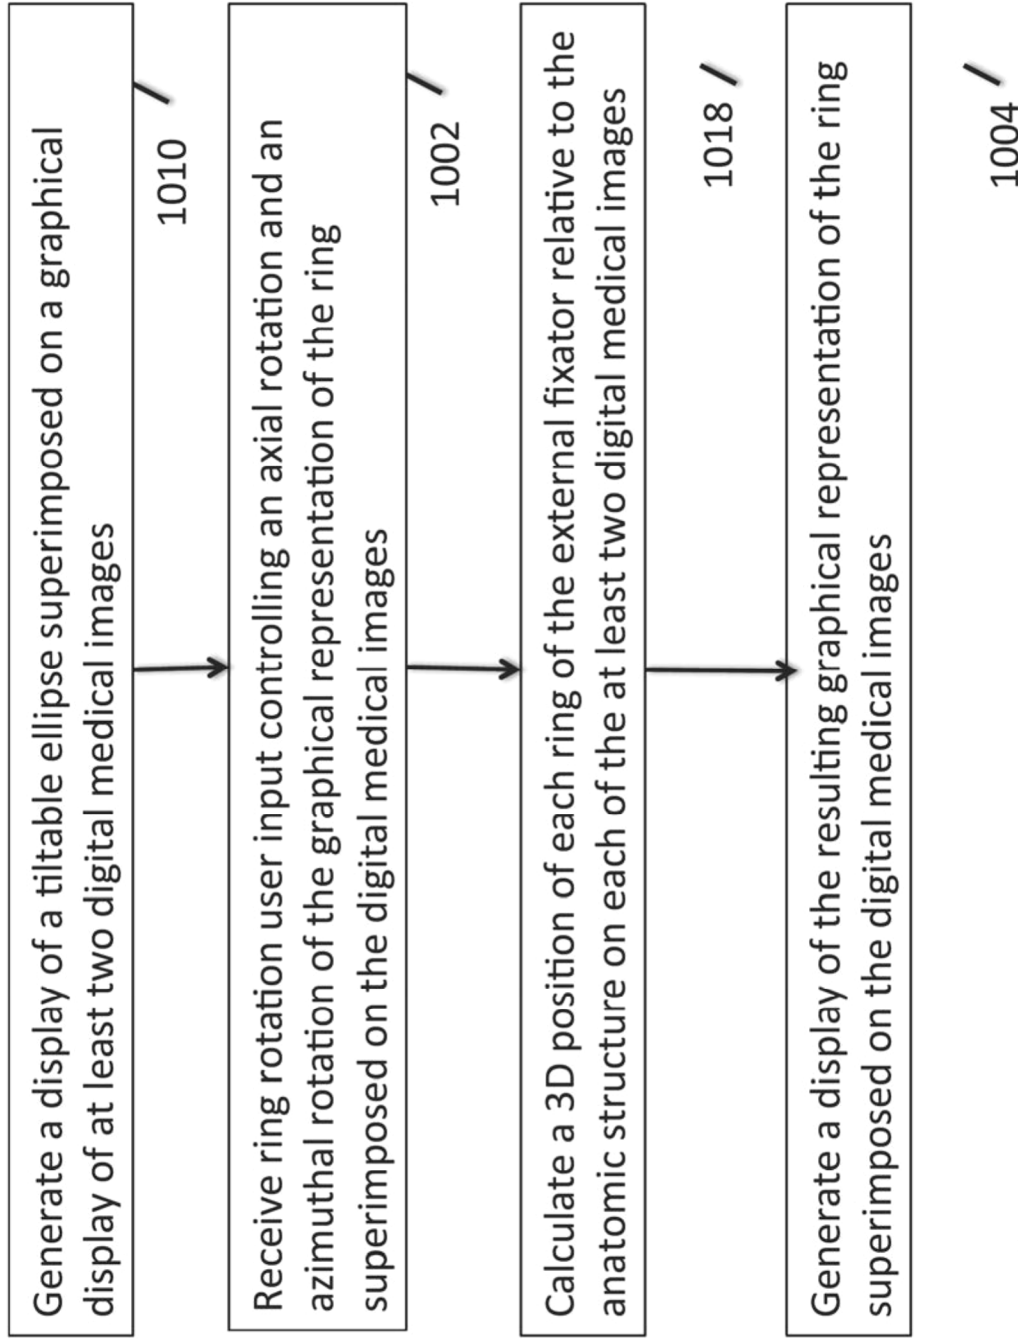 Generate a display of a tiltable ellipse superimposed on a graphical
display of at least two digital medical images
1010
Receive ring rotation user input controlling an axial rotation and an
azimuthal rotation of the graphical representation of the ring
superimposed on the digital medical images
1002
Calculate a 3D position of each ring of the external fixator relative to the
anatomic structure on each of the at least two digital medical images
1018
Generate a display of the resulting graphical representation of the ring
superimposed on the digital medical images
1004